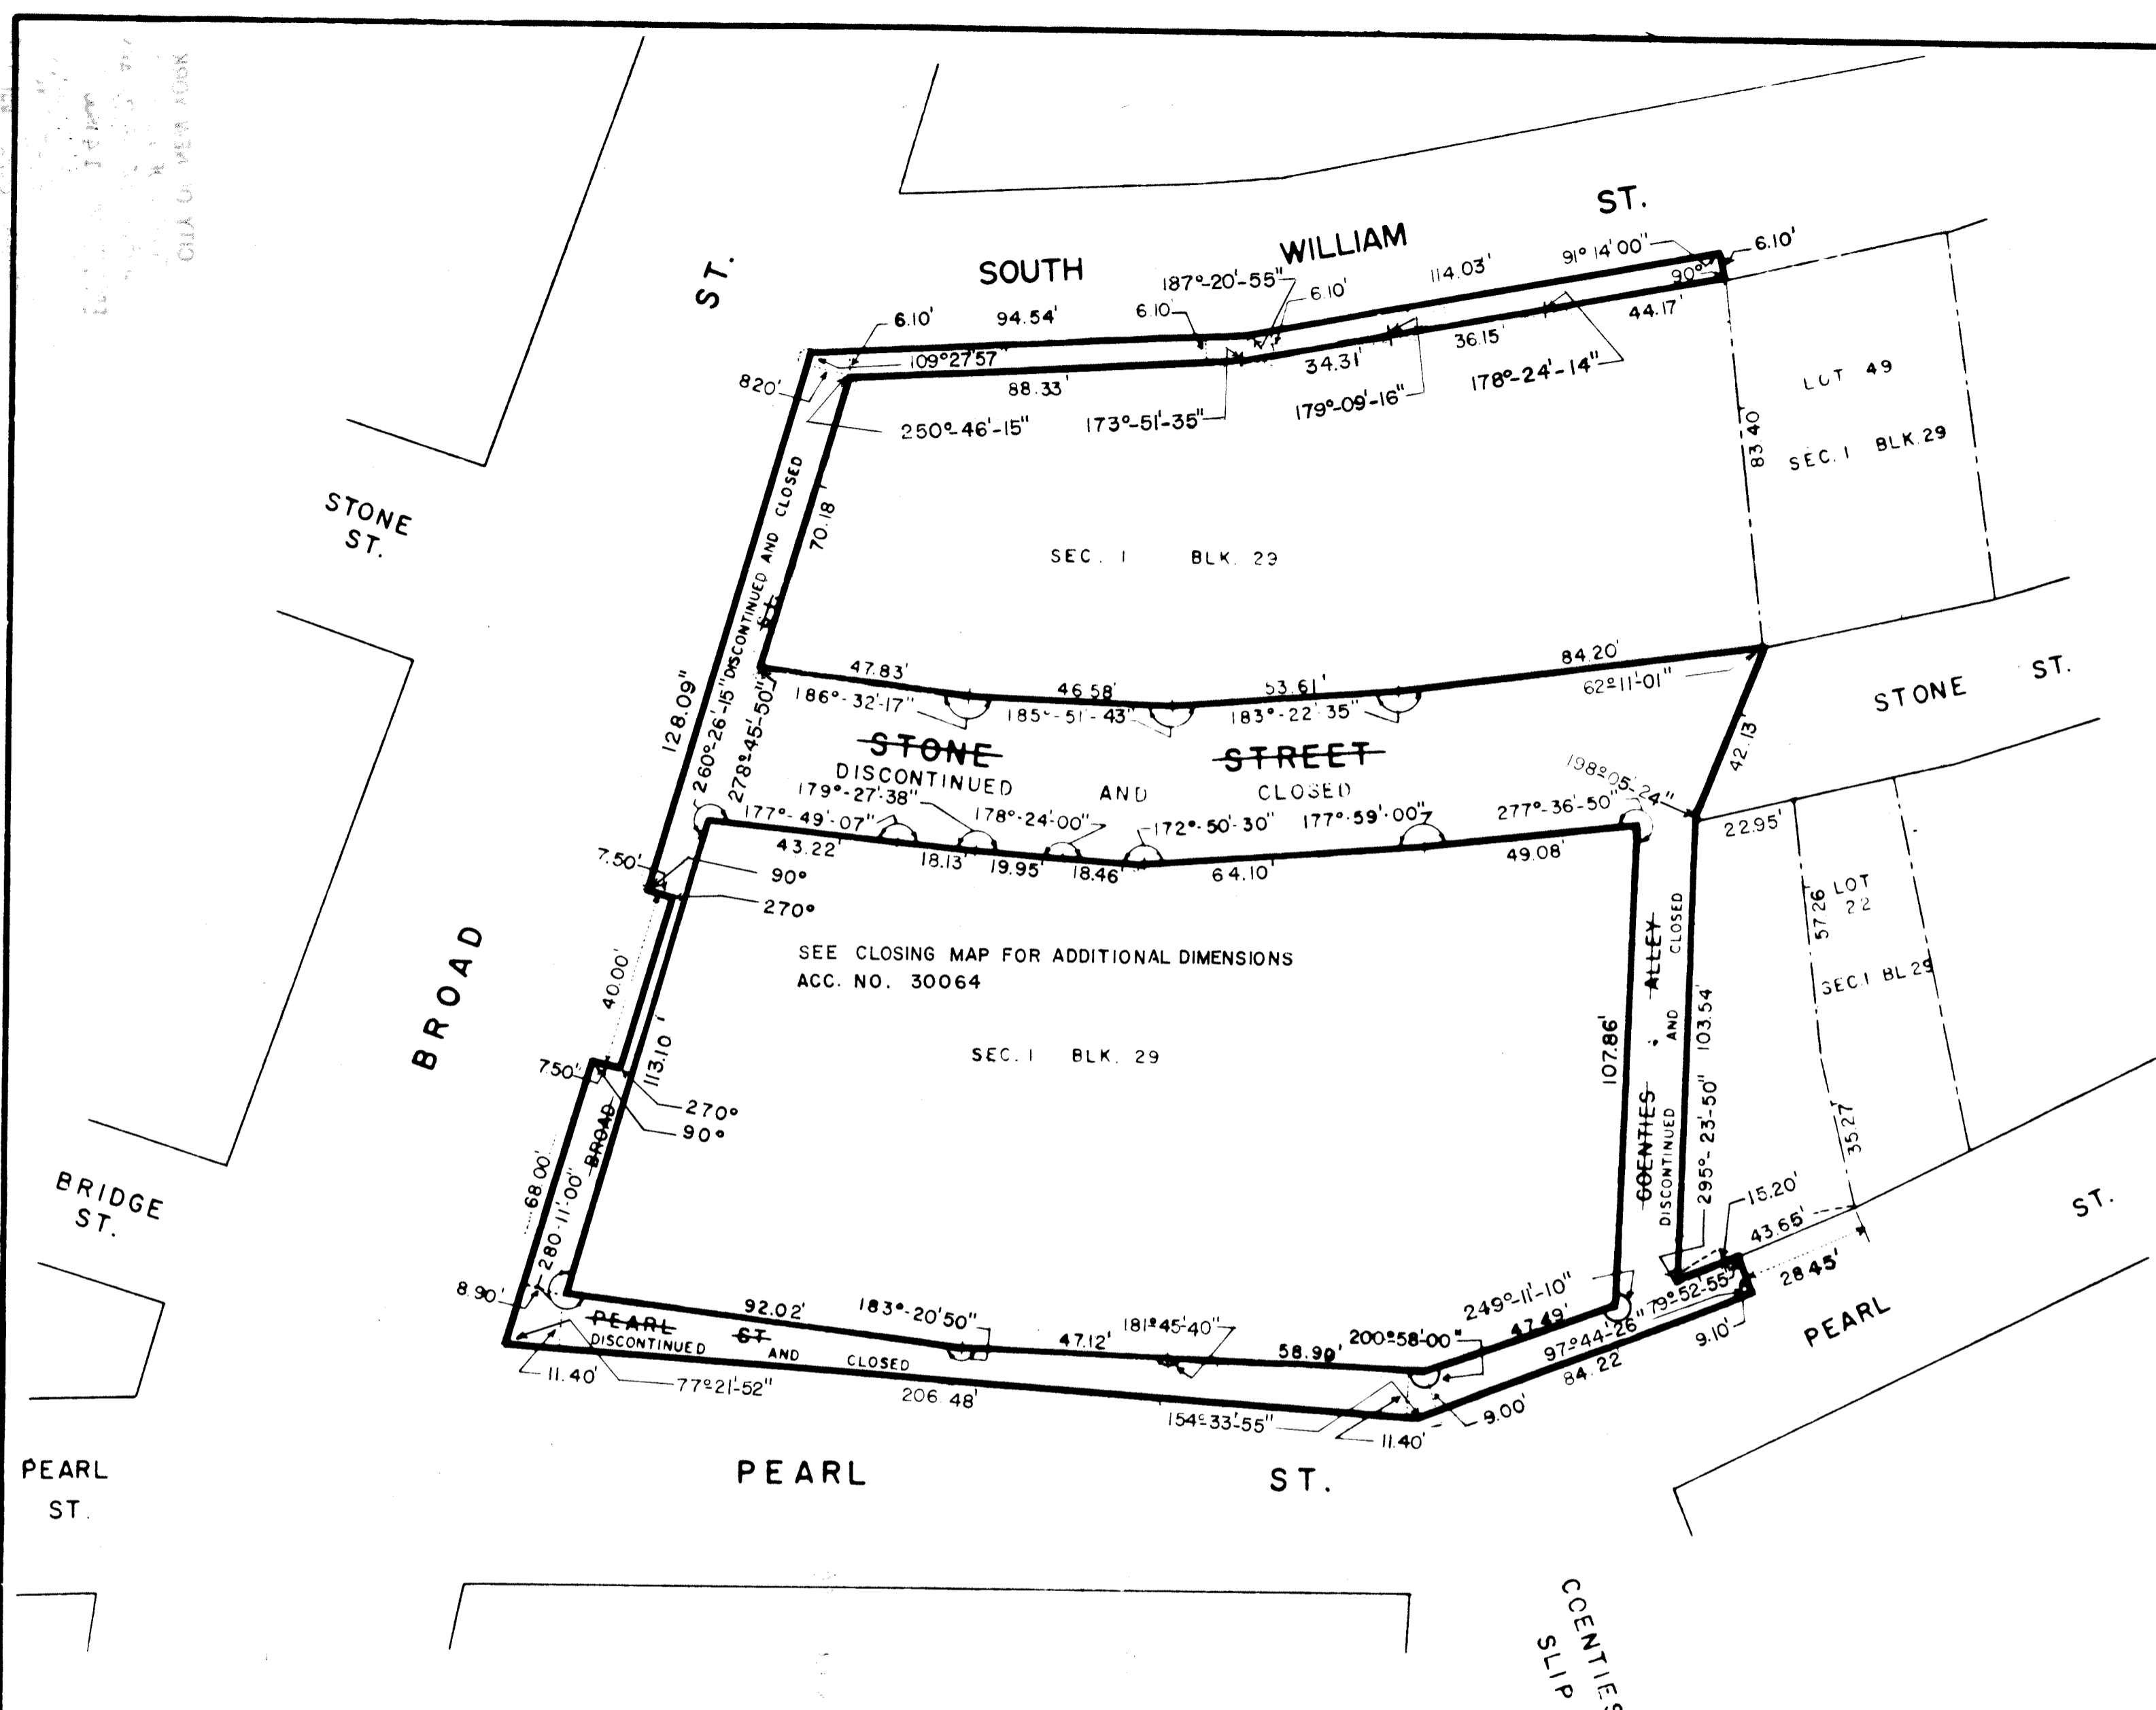 CITY OF NEW YORK
ST.
SOUTH
WILLIAM
ST.
187°-20'-55"
6.10'
114.03'
91° 14' 00"
6.10'
90°
6.10'
94.54'
6.10
109°27'57
88.33'
34.31'
36.15'
44.17'
820'
250°-46'-15"
173°-51'-35"
179°-09'-16"
178°-24'-14"
LOT 49
SEC. I BLK. 29
83.40'
STONE
ST.
70.18'
DISCONTINUED AND CLOSED
SEC. I BLK. 29
128.09"
260°-26'-15"
278°-45'-50"
47.83'
46.58'
53.61'
84.20'
186°-32'-17"
185°-51'-43"
183°-22'-35"
62°11'-01"
STONE ST.
42.13'
STONE STREET
DISCONTINUED AND CLOSED
198°05'-24"
179°-27'-38"
178°-24'-00"
177°-49'-07"
172°-50'-30"
177°-59'-00"
277°-36'-50"
22.95'
43.22'
18.13'
19.95'
18.46'
64.10'
49.08'
7.50'
90°
270°
LOT
22
57.26
SEC.I BL 29
35.27'
BROAD
40.00'
SEE CLOSING MAP FOR ADDITIONAL DIMENSIONS
ACC. NO. 30064
113.10'
SEC. I BLK. 29
107.86'
COENTIES ALLEY
DISCONTINUED AND CLOSED
295°-23'-50"
103.54'
7.50'
270°
90°
BROAD
68.00'
280-11'-00"
BRIDGE
ST.
15.20'
43.65'
28.45'
79°-52'-55"
ST.
PEARL
8.90'
92.02'
183°-20'50"
47.12'
181°45'40"
58.90'
200°58'-00"
249°-11'-10"
47.49'
97°-44'-26"
84.22'
9.10'
PEARL ST
DISCONTINUED AND CLOSED
11.40'
77°21'-52"
206.48'
154°33'-55"
11.40'
9.00'
PEARL
ST.
PEARL ST.
COENTIES
SLIP